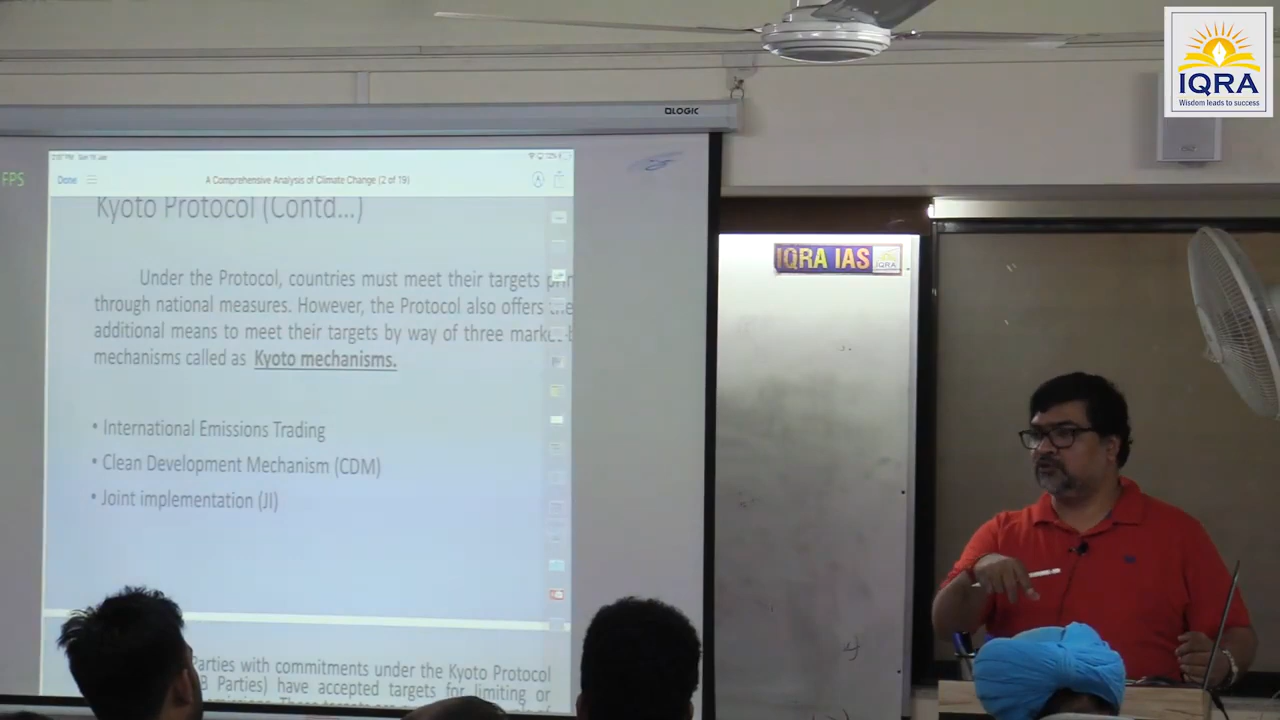 IQRA
Wisdom leads to success
QLOGIC
FPS
Done
A Comprehensive Analysis of Climate Change (2 of 19)
Kyoto Protocol (Contd...)
Under the Protocol, countries must meet their targets
through national measures. However, the Protocol also offers
additional means to meet their targets by way of three
mechanisms called as Kyoto mechanisms.
• International Emissions Trading
• Clean Development Mechanism (CDM)
• Joint implementation (JI)
Parties with commitments under the Kyoto Protocol
B Parties) have accepted targets for limiting or
IQRA IAS
IQRA
4